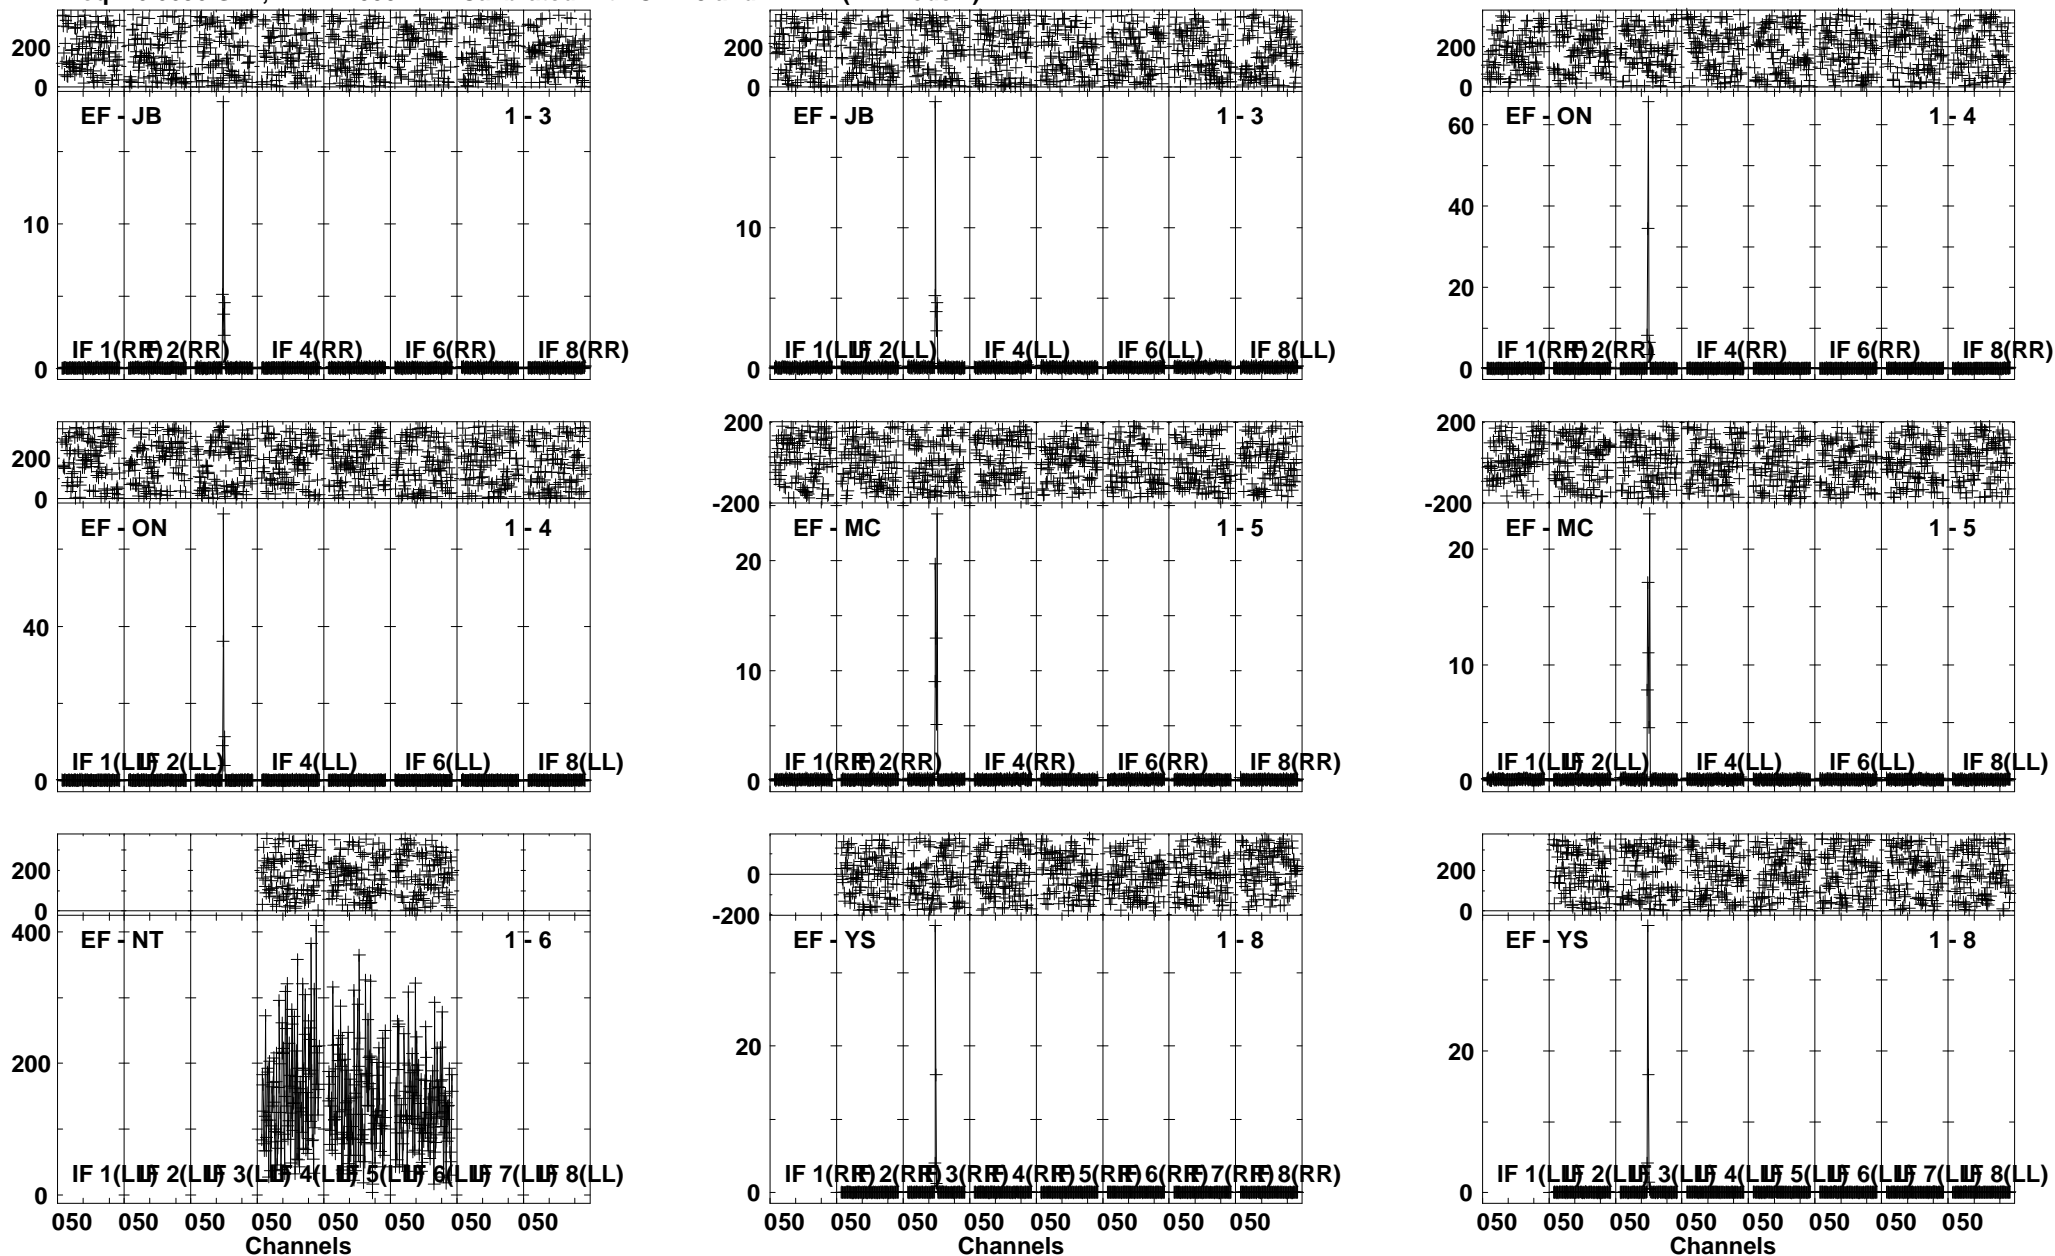 200
0
EF - JB
1 - 3
10
0
IF 1(RR) IF 2(RR) IF 4(RR) IF 6(RR) IF 8(RR)
200
0
EF - JB
1 - 3
10
0
IF 1(LL) IF 2(LL) IF 4(LL) IF 6(LL) IF 8(LL)
200
0
EF - ON
1 - 4
60
40
20
0
IF 1(RR) IF 2(RR) IF 4(RR) IF 6(RR) IF 8(RR)
200
0
EF - ON
1 - 4
40
0
IF 1(LL) IF 2(LL) IF 4(LL) IF 6(LL) IF 8(LL)
200
-200
EF - MC
1 - 5
20
10
0
IF 1(RR) IF 2(RR) IF 4(RR) IF 6(RR) IF 8(RR)
200
-200
EF - MC
1 - 5
20
10
0
IF 1(LL) IF 2(LL) IF 4(LL) IF 6(LL) IF 8(LL)
200
0
EF - NT
1 - 6
400
200
0
IF 1(LL) IF 2(LL) IF 3(LL) IF 4(LL) IF 5(LL) IF 6(LL) IF 7(LL) IF 8(LL)
050 050 050 050 050 050 050 050
Channels
0
-200
EF - YS
1 - 8
20
0
IF 1(RR) IF 2(RR) IF 3(RR) IF 4(RR) IF 5(RR) IF 6(RR) IF 7(RR) IF 8(RR)
050 050 050 050 050 050 050 050
Channels
200
0
EF - YS
1 - 8
20
0
IF 1(LL) IF 2(LL) IF 3(LL) IF 4(LL) IF 5(LL) IF 6(LL) IF 7(LL) IF 8(LL)
050 050 050 050 050 050 050 050